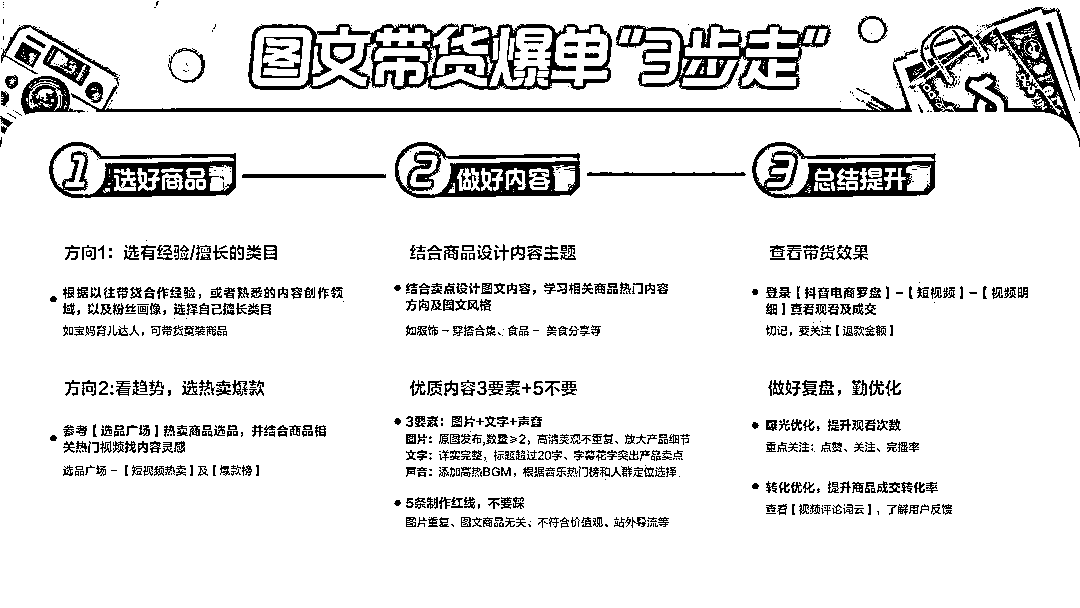 图文带货爆单“3步走”
1 选好商品
方向1：选有经验/擅长的类目
根据以往带货合作经验，或者熟悉的内容创作领
域，以及粉丝画像，选择自己擅长类目
如宝妈育儿达人，可带货童装商品
方向2:看趋势，选热卖爆款
参考【选品广场】热卖商品选品，并结合商品相
关热门视频找内容灵感
选品广场 - 【短视频热卖】及【爆款榜】
2 做好内容
结合商品设计内容主题
结合卖点设计图文内容，学习相关商品热门内容
方向及图文风格
如服饰 - 穿搭合集、食品 - 美食分享等
优质内容3要素+5不要
3要素：图片+文字+声音
图片：原图发布,数量≥2，高清美观不重复、放大产品细节
文字：详实完整，标题超过20字、字幕花字突出产品卖点
声音：添加高热BGM，根据音乐热门榜和人群定位选择
5条制作红线，不要踩
图片重复、图文商品无关、不符合价值观、站外导流等
3 总结提升
查看带货效果
登录【抖音电商罗盘】-【短视频】-【视频明
细】查看观看及成交
切记，要关注【退款金额】
做好复盘，勤优化
曝光优化，提升观看次数
重点关注：点赞、关注、完播率
转化优化，提升商品成交转化率
查看【视频评论词云】，了解用户反馈